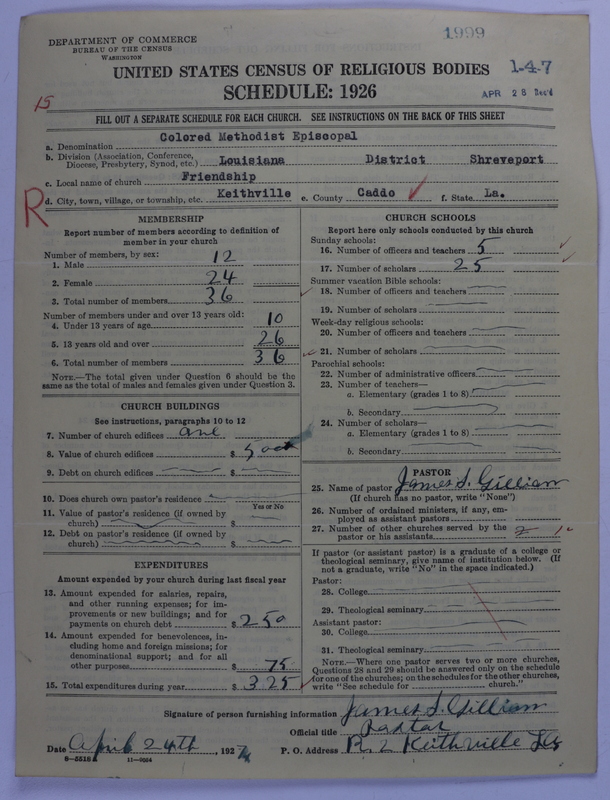 DEPARTMENT OF COMMERCE
BUREAU OF THE CENSUS
WASHINGTON
1999
UNITED STATES CENSUS OF RELIGIOUS BODIES
1-4-7
SCHEDULE: 1926
APR 28
15
FILL OUT A SEPARATE SCHEDULE FOR EACH CHURCH. SEE INSTRUCTIONS ON THE BACK OF THIS SHEET
a. Denomination Colored Methodist Episcopal
b. Division (Association, Conference, Diocese, Presbytery, Synod, etc.) Louisiana District Shreveport
c. Local name of church Friendship
R
d. City, town, village, or township, etc. Keithville e. County Caddo f. State La.
MEMBERSHIP
Report number of members according to definition of
member in your church
Number of members, by sex:
1. Male 12
2. Female 24
3. Total number of members 36
Number of members under and over 13 years old:
4. Under 13 years of age 10
5. 13 years old and over 26
6. Total number of members 36
NOTE.—The total given under Question 6 should be the
same as the total of males and females given under Question 3.
CHURCH BUILDINGS
See instructions, paragraphs 10 to 12
7. Number of church edifices one
8. Value of church edifices $
9. Debt on church edifices $
10. Does church own pastor's residence
Yes or No
11. Value of pastor's residence (if owned by
church) $
12. Debt on pastor's residence (if owned by
church) $
EXPENDITURES
Amount expended by your church during last fiscal year
13. Amount expended for salaries, repairs,
and other running expenses; for im-
provements or new buildings; and for
payments on church debt $ 250
14. Amount expended for benevolences, in-
cluding home and foreign missions; for
denominational support; and for all
other purposes $ 75
15. Total expenditures during year $ 325
CHURCH SCHOOLS
Report here only schools conducted by this church
Sunday schools:
16. Number of officers and teachers 5
17. Number of scholars 25
Summer vacation Bible schools:
18. Number of officers and teachers
19. Number of scholars
Week-day religious schools:
20. Number of officers and teachers
21. Number of scholars
Parochial schools:
22. Number of administrative officers
23. Number of teachers—
a. Elementary (grades 1 to 8)
b. Secondary
24. Number of scholars—
a. Elementary (grades 1 to 8)
b. Secondary
PASTOR
25. Name of pastor James S. Gillian
(If church has no pastor, write "None")
26. Number of ordained ministers, if any, em-
ployed as assistant pastors
27. Number of other churches served by the
pastor or his assistants 2
If pastor (or assistant pastor) is a graduate of a college or
theological seminary, give name of institution below. (If
not a graduate, write "No" in the space indicated.)
Pastor:
28. College
29. Theological seminary
Assistant pastor:
30. College
31. Theological seminary
NOTE.—Where one pastor serves two or more churches,
Questions 28 and 29 should be answered only on the schedule
for one of the churches; on the schedules for the other churches,
write "See schedule for church."
Signature of person furnishing information James S. Gillian
Official title Pastor
Date April 24th, 1927
P. O. Address R. 2 Keithville
8-5518
11-9554